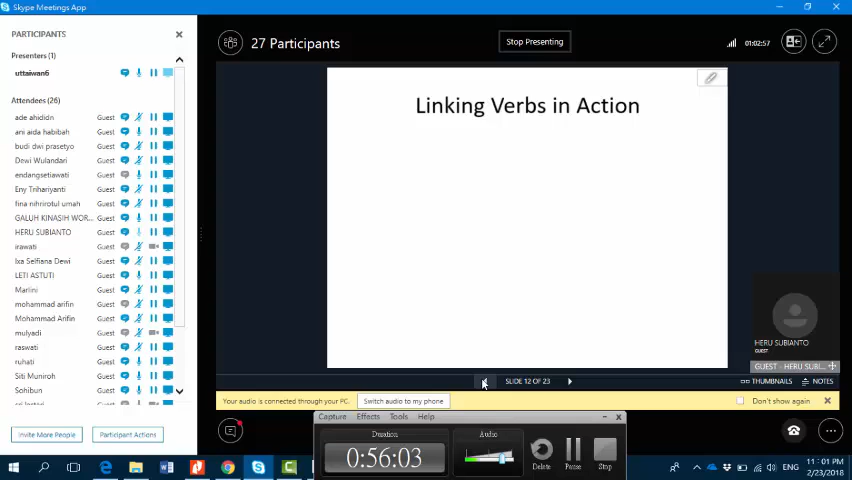 Skype Meetings App
PARTICIPANTS
Presenters (1)
uttaiwan6
Attendees (26)
ade ahididn Guest
ani aida habibah Guest
budi dwi prasetyo Guest
Dewi Wulandari Guest
endangsetiawati Guest
Eny Trihariyanti Guest
fina nihrirotul umah Guest
GALUH KINASIH WOR... Guest
HERU SUBIANTO Guest
irawati Guest
Ixa Selfiana Dewi Guest
LETI ASTUTI Guest
Marlini Guest
mohammad arifin Guest
Mohammad Arifin Guest
mulyadi Guest
raswati Guest
ruhati Guest
Siti Muniroh Guest
Sohibun Guest
Guest
Invite More People
Participant Actions
27 Participants
Stop Presenting
01:02:57
Linking Verbs in Action
HERU SUBIANTO
GUEST
GUEST - HERU SUBI...
SLIDE 12 OF 23
THUMBNAILS
NOTES
Your audio is connected through your PC.
Switch audio to my phone
Don't show again
Capture Effects Tools Help
Duration
0:56:03
Audio
Delete
Pause
Stop
ENG
11:01 PM
2/23/2018